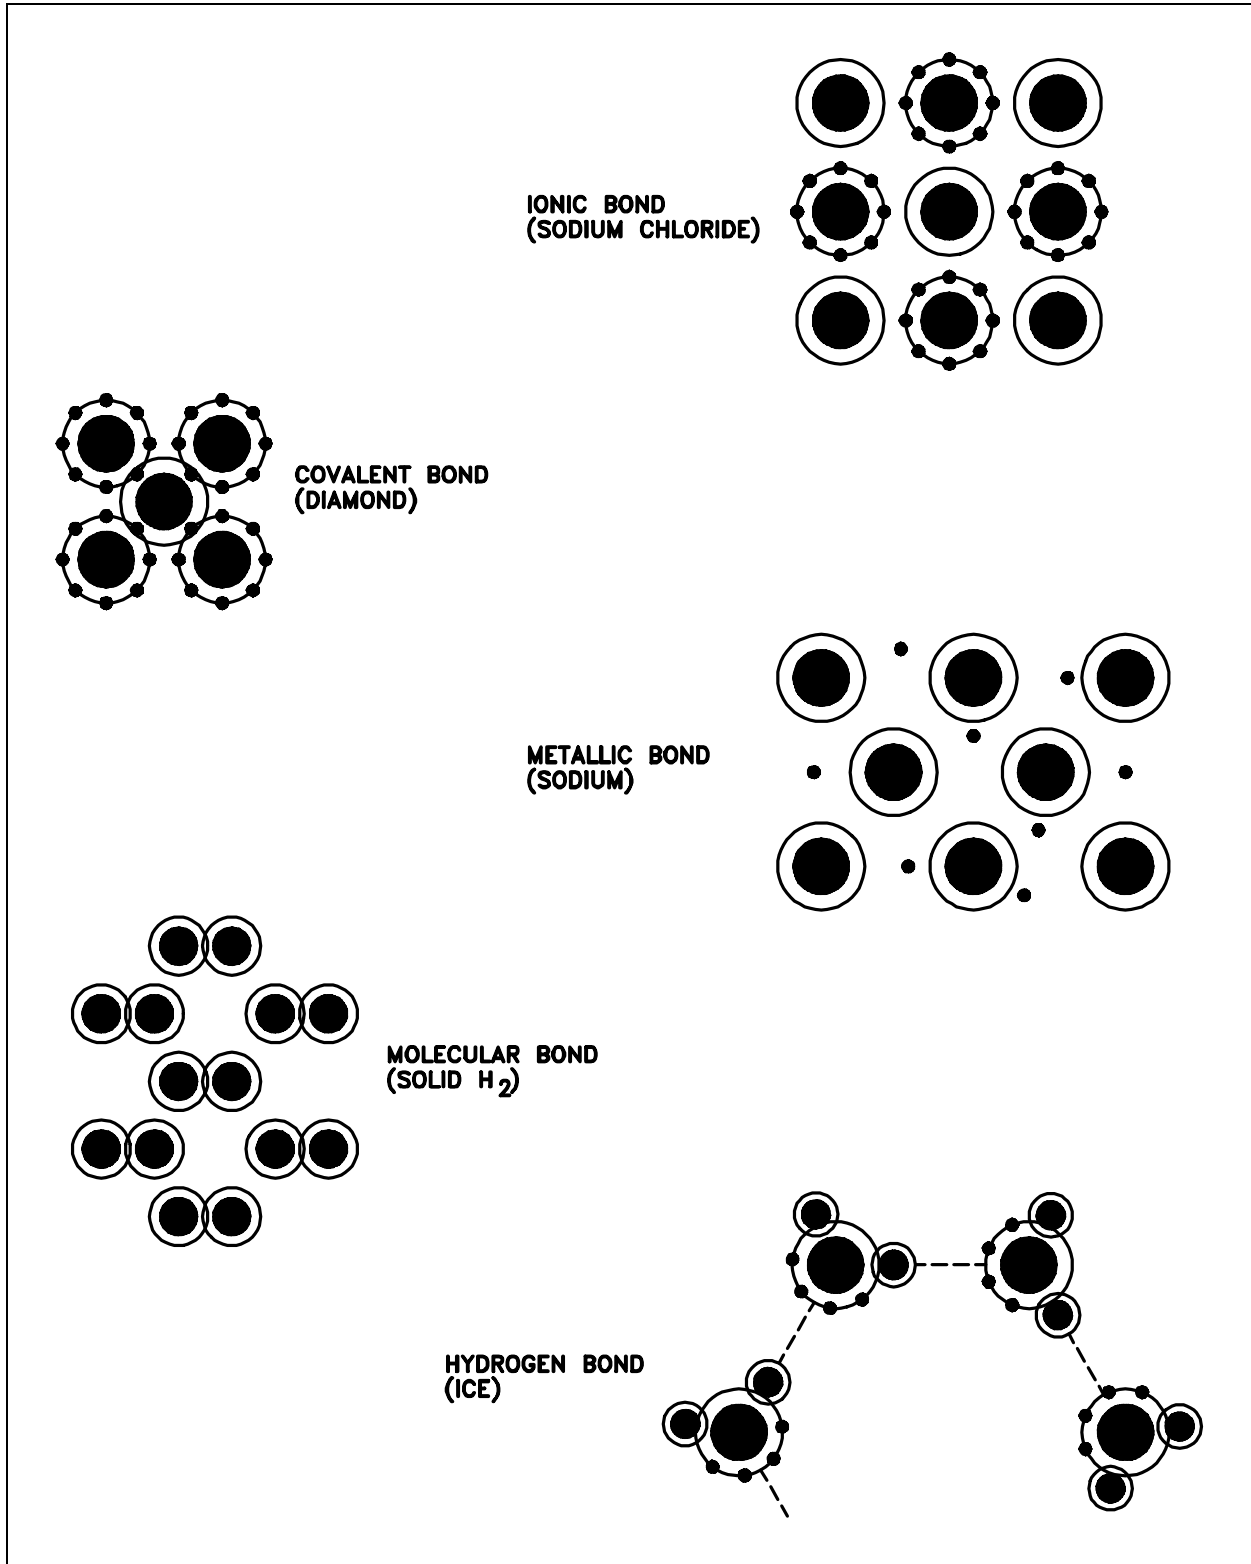 IONIC BOND
(SODIUM CHLORIDE)
COVALENT BOND
(DIAMOND)
METALLIC BOND
(SODIUM)
MOLECULAR BOND
(SOLID H2)
HYDROGEN BOND
(ICE)